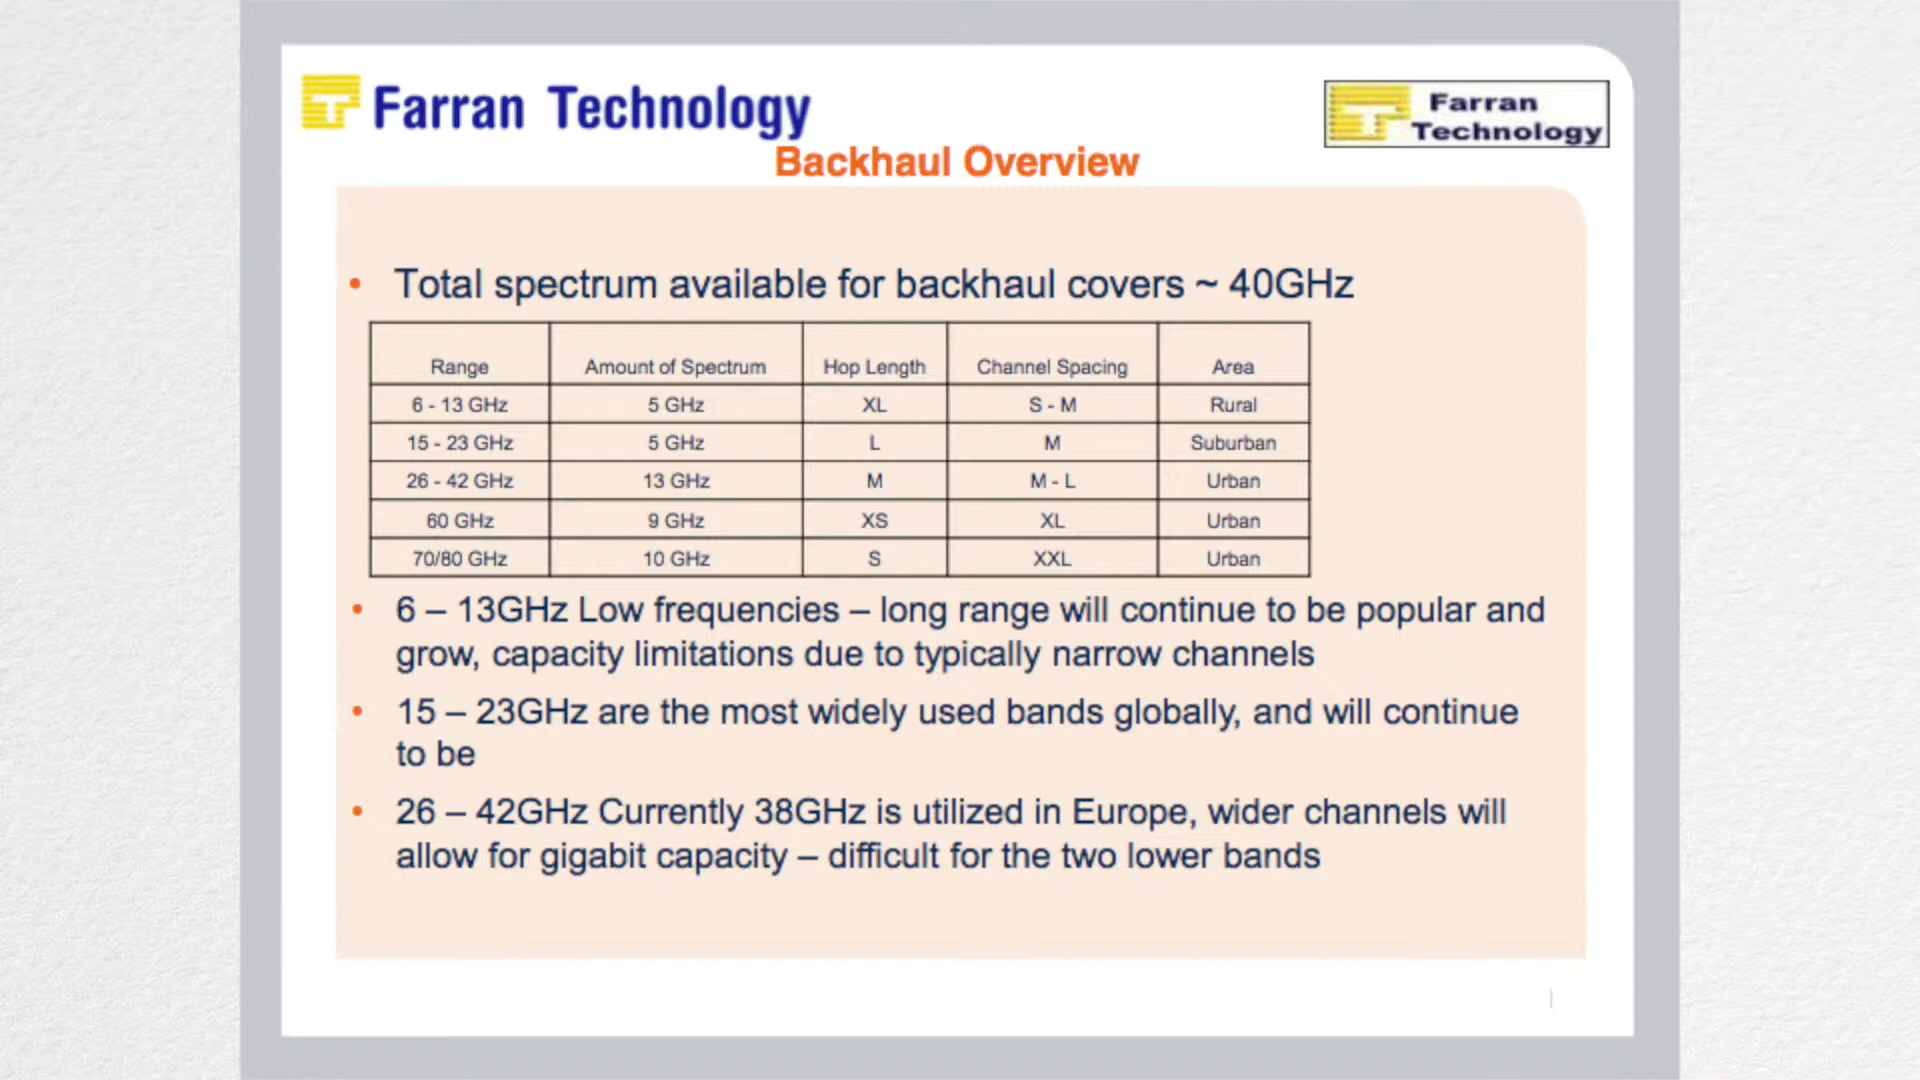 Farran Technology
Farran
Technology
Backhaul Overview
• Total spectrum available for backhaul covers ~ 40GHz
Range Amount of Spectrum Hop Length Channel Spacing Area
6 - 13 GHz 5 GHz XL S - M Rural
15 - 23 GHz 5 GHz L M Suburban
26 - 42 GHz 13 GHz M M - L Urban
60 GHz 9 GHz XS XL Urban
70/80 GHz 10 GHz S XXL Urban
• 6 – 13GHz Low frequencies – long range will continue to be popular and
grow, capacity limitations due to typically narrow channels
• 15 – 23GHz are the most widely used bands globally, and will continue
to be
• 26 – 42GHz Currently 38GHz is utilized in Europe, wider channels will
allow for gigabit capacity – difficult for the two lower bands